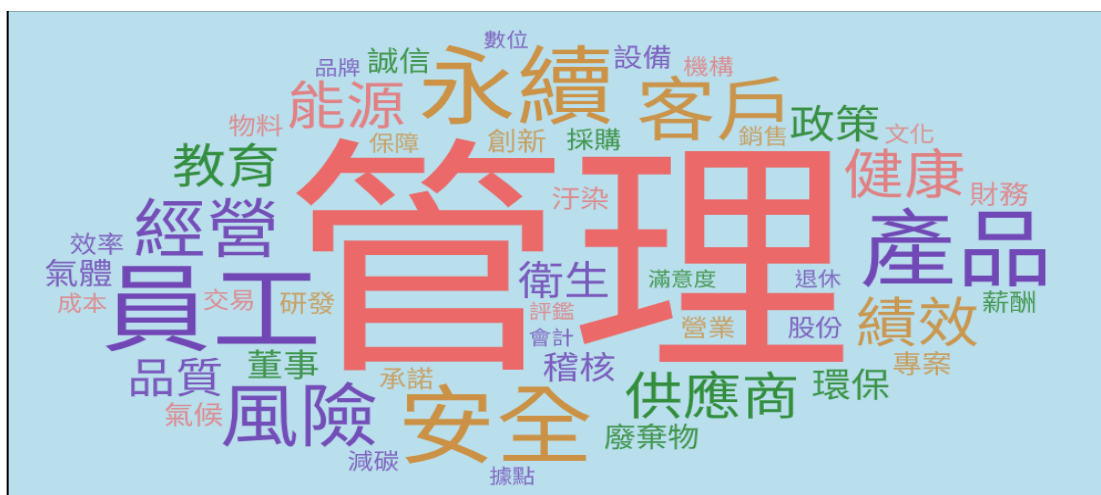 數位
品牌
誠信
永續
設備
機構
能源
客戶
物料
保障
創新
採購
銷售
政策
文化
教育
管理
汙染
健康
財務
經營
產品
效率
氣體
員工
衛生
滿意度
退休
成本
交易
研發
評鑑
薪酬
會計
營業
股份
績效
品質
董事
稽核
專案
承諾
供應商
環保
氣候
風險
安全
廢棄物
減碳
據點